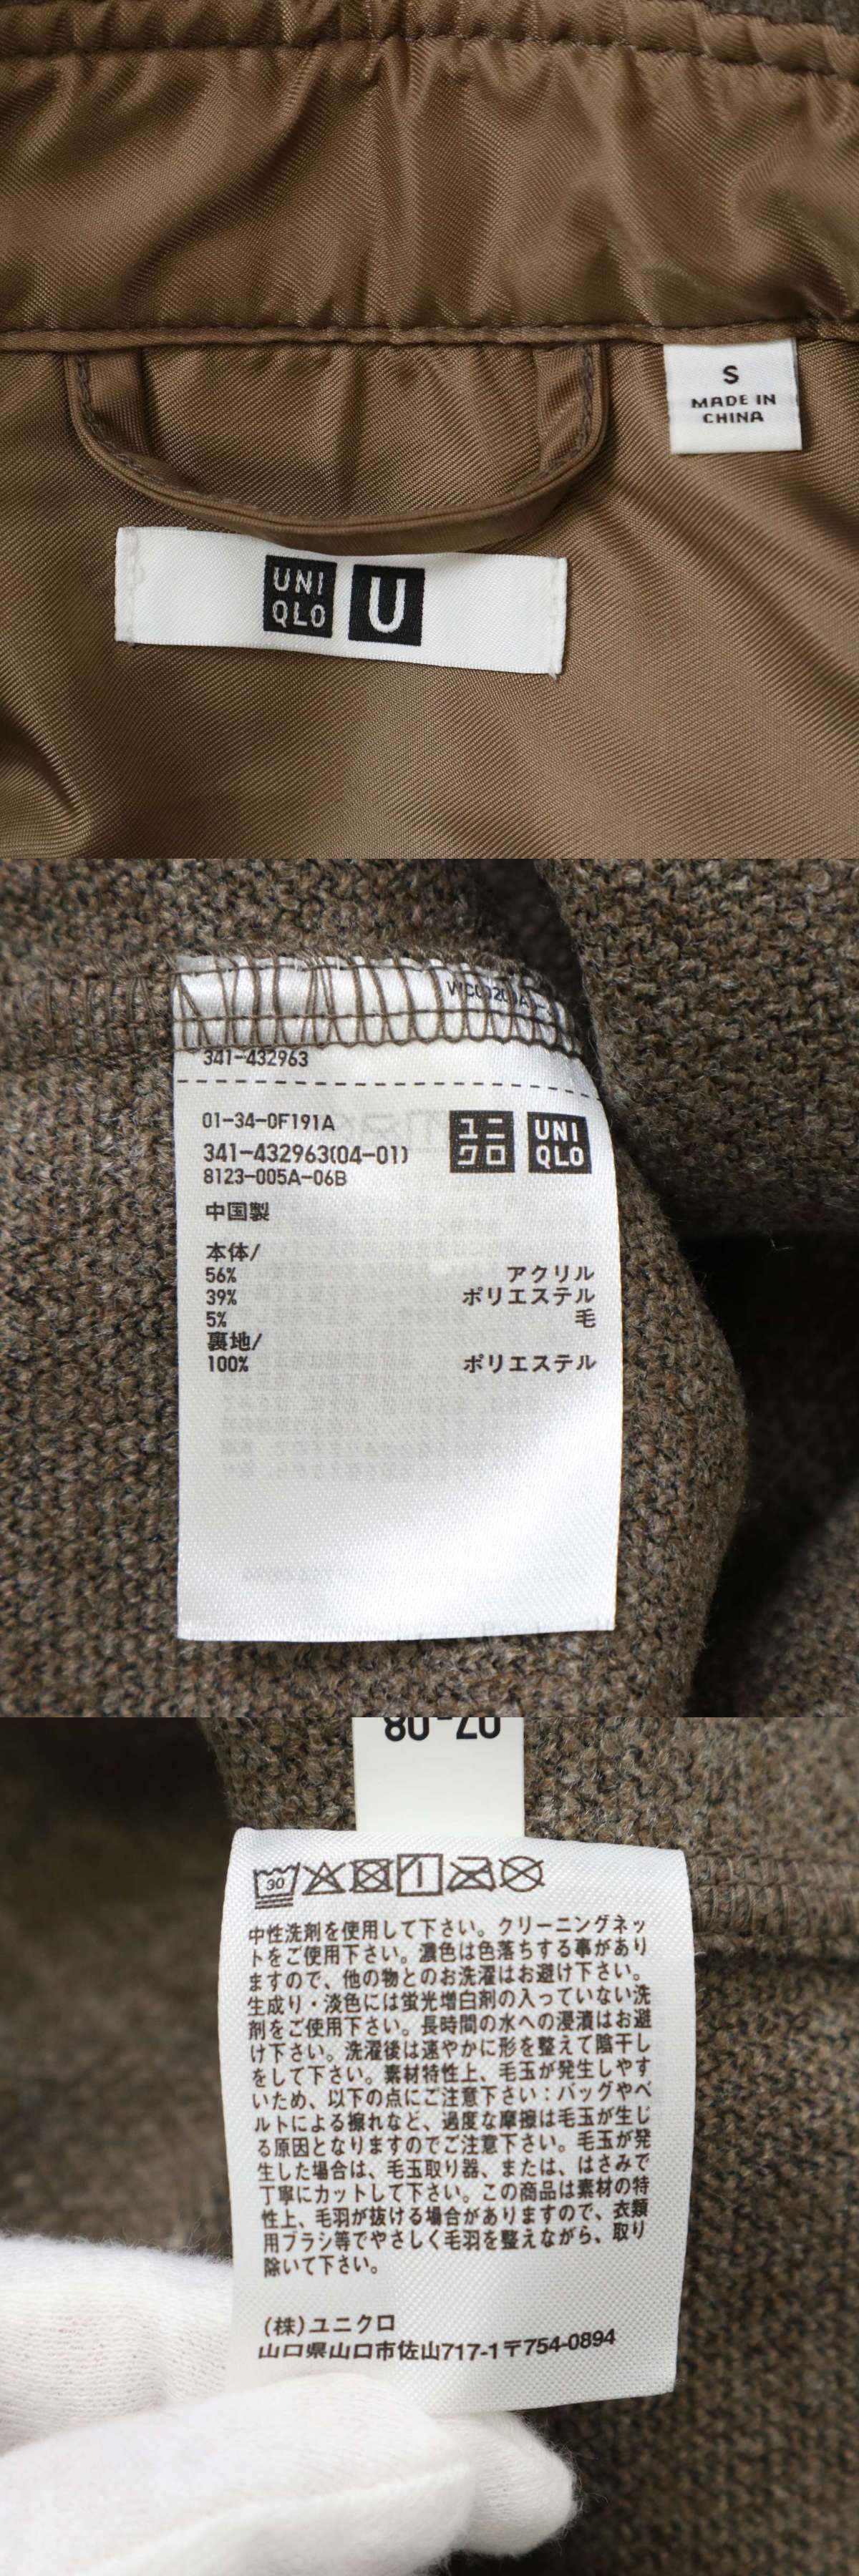 S
MADE IN
CHINA
UNI
QLO
U
341-432963
01-34-0F191A
341-432963(04-01)
8123-005A-06B
ユニ
クロ
UNI
QLO
中国製
本体/
56% アクリル
39% ポリエステル
5% 毛
裏地/
100% ポリエステル
30
中性洗剤を使用して下さい。クリーニングネッ
トをご使用下さい。濃色は色落ちする事があり
ますので、他の物とのお洗濯はお避け下さい。
生成り・淡色には蛍光増白剤の入っていない洗
剤をご使用下さい。長時間の水への浸漬はお避
け下さい。洗濯後は速やかに形を整えて陰干し
をして下さい。素材特性上、毛玉が発生しやす
いため、以下の点にご注意下さい：バッグやベ
ルトによる擦れなど、過度な摩擦は毛玉が生じ
る原因となりますのでご注意下さい。毛玉が発
生した場合は、毛玉取り器、または、はさみで
丁寧にカットして下さい。この商品は素材の特
性上、毛羽が抜ける場合がありますので、衣類
用ブラシ等でやさしく毛羽を整えながら、取り
除いて下さい。
(株)ユニクロ
山口県山口市佐山717-1〒754-0894